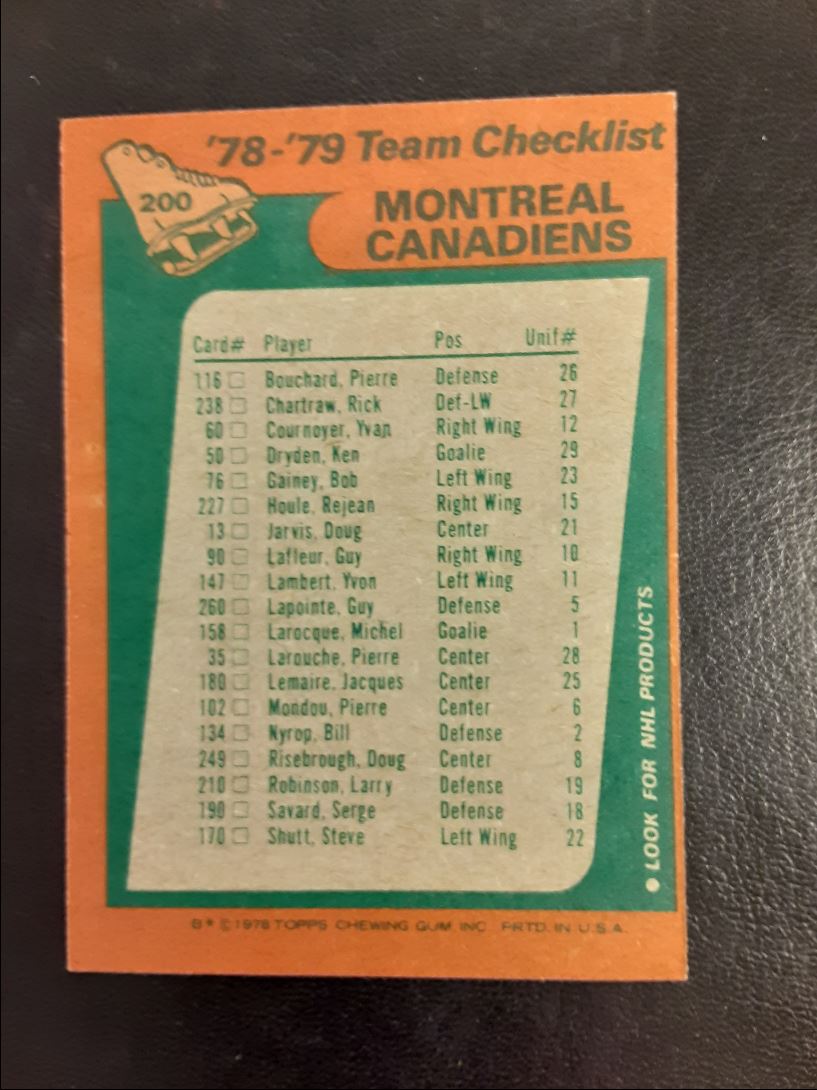 '78-'79 Team Checklist
200
MONTREAL
CANADIENS
Card# Player Pos Unif#
116 Bouchard, Pierre Defense 26
238 Chartraw, Rick Def-LW 27
60 Cournoyer, Yvan Right Wing 12
50 Dryden, Ken Goalie 29
76 Gainey, Bob Left Wing 23
227 Houle, Rejean Right Wing 15
13 Jarvis, Doug Center 21
90 Lafleur, Guy Right Wing 10
147 Lambert, Yvon Left Wing 11
260 Lapointe, Guy Defense 5
158 Larocque, Michel Goalie 1
35 Larouche, Pierre Center 28
180 Lemaire, Jacques Center 25
102 Mondou, Pierre Center 6
134 Nyrop, Bill Defense 2
249 Risebrough, Doug Center 8
210 Robinson, Larry Defense 19
190 Savard, Serge Defense 18
170 Shutt, Steve Left Wing 22
● LOOK FOR NHL PRODUCTS
B* © 1978 TOPPS CHEWING GUM INC. PRTD. IN U.S.A.